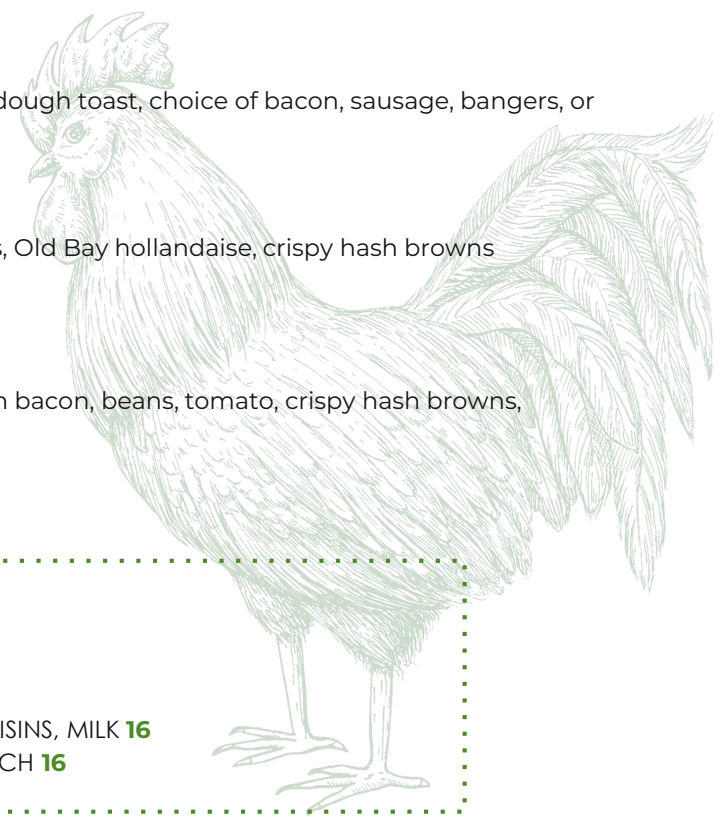 dough toast, choice of bacon, sausage, bangers, or
, Old Bay hollandaise, crispy hash browns
bacon, beans, tomato, crispy hash browns,
ISINS, MILK 16
CH 16